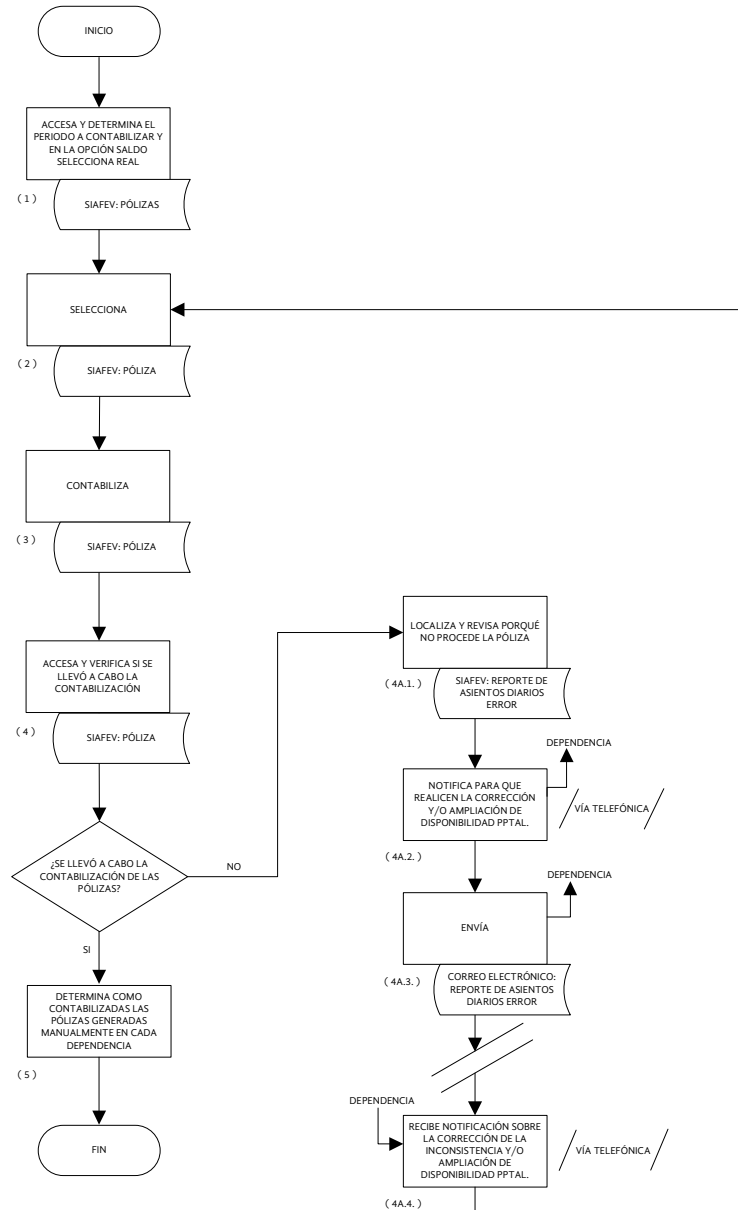 INICIO
ACCESA Y DETERMINA EL
PERIODO A CONTABILIZAR Y
EN LA OPCIÓN SALDO
SELECCIONA REAL
( 1 )
SIAFEV: PÓLIZAS
SELECCIONA
( 2 )
SIAFEV: PÓLIZA
CONTABILIZA
( 3 )
SIAFEV: PÓLIZA
ACCESA Y VERIFICA SI SE
LLEVÓ A CABO LA
CONTABILIZACIÓN
( 4 )
SIAFEV: PÓLIZA
¿SE LLEVÓ A CABO LA
CONTABILIZACIÓN DE LAS
PÓLIZAS?
NO
SI
DETERMINA COMO
CONTABILIZADAS LAS
PÓLIZAS GENERADAS
MANUALMENTE EN CADA
DEPENDENCIA
( 5 )
FIN
LOCALIZA Y REVISA PORQUÉ
NO PROCEDE LA PÓLIZA
( 4A.1. )
SIAFEV: REPORTE DE
ASIENTOS DIARIOS
ERROR
DEPENDENCIA
NOTIFICA PARA QUE
REALICEN LA CORRECCIÓN
Y/O AMPLIACIÓN DE
DISPONIBILIDAD PPTAL.
VÍA TELEFÓNICA
( 4A.2. )
DEPENDENCIA
ENVÍA
( 4A.3. )
CORREO ELECTRÓNICO:
REPORTE DE ASIENTOS
DIARIOS ERROR
DEPENDENCIA
RECIBE NOTIFICACIÓN SOBRE
LA CORRECCIÓN DE LA
INCONSISTENCIA Y/O
AMPLIACIÓN DE
DISPONIBILIDAD PPTAL.
VÍA TELEFÓNICA
( 4A.4. )